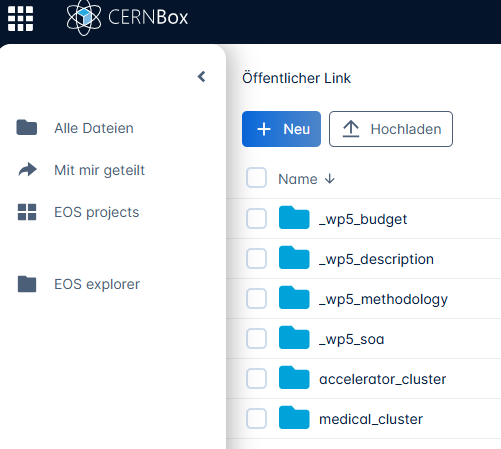 CERNBox
Alle Dateien
Mit mir geteilt
EOS projects
EOS explorer
Öffentlicher Link
Neu
Hochladen
Name
_wp5_budget
_wp5_description
_wp5_methodology
_wp5_soa
accelerator_cluster
medical_cluster